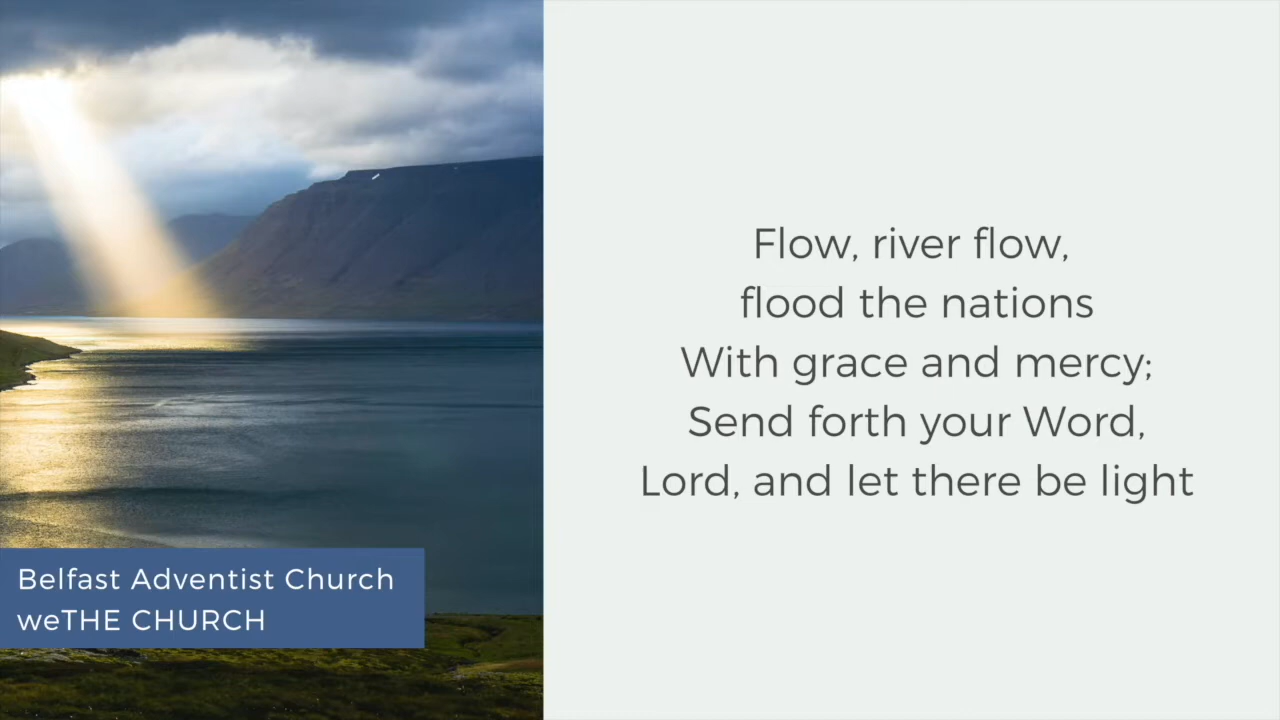 Flow, river flow,
flood the nations
With grace and mercy;
Send forth your Word,
Lord, and let there be light
Belfast Adventist Church
weTHE CHURCH